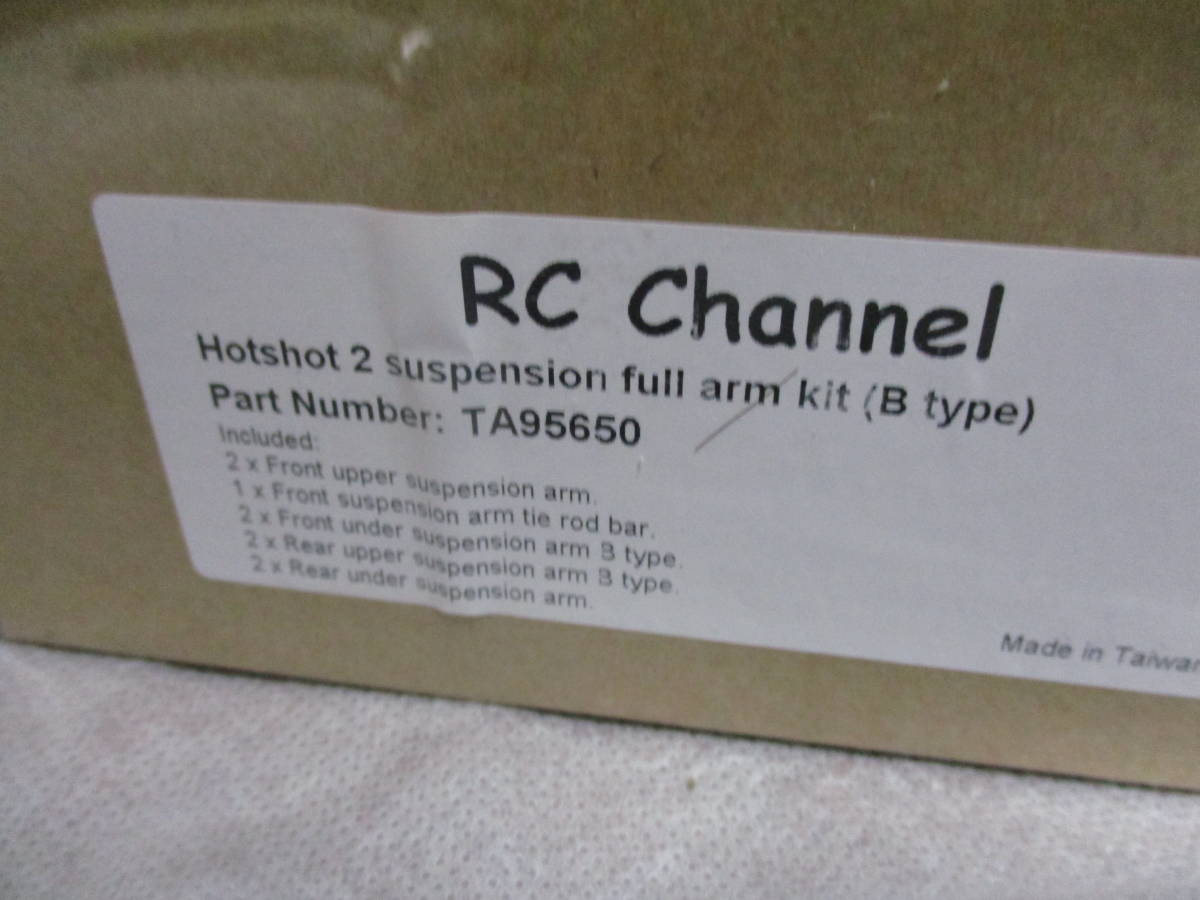 RC Channel
Hotshot 2 suspension full arm kit (B type)
Part Number: TA95650
Included:
2 x Front upper suspension arm.
1 x Front suspension arm tie rod bar.
2 x Front under suspension arm B type.
2 x Rear upper suspension arm B type.
2 x Rear under suspension arm.
Made in Taiwan